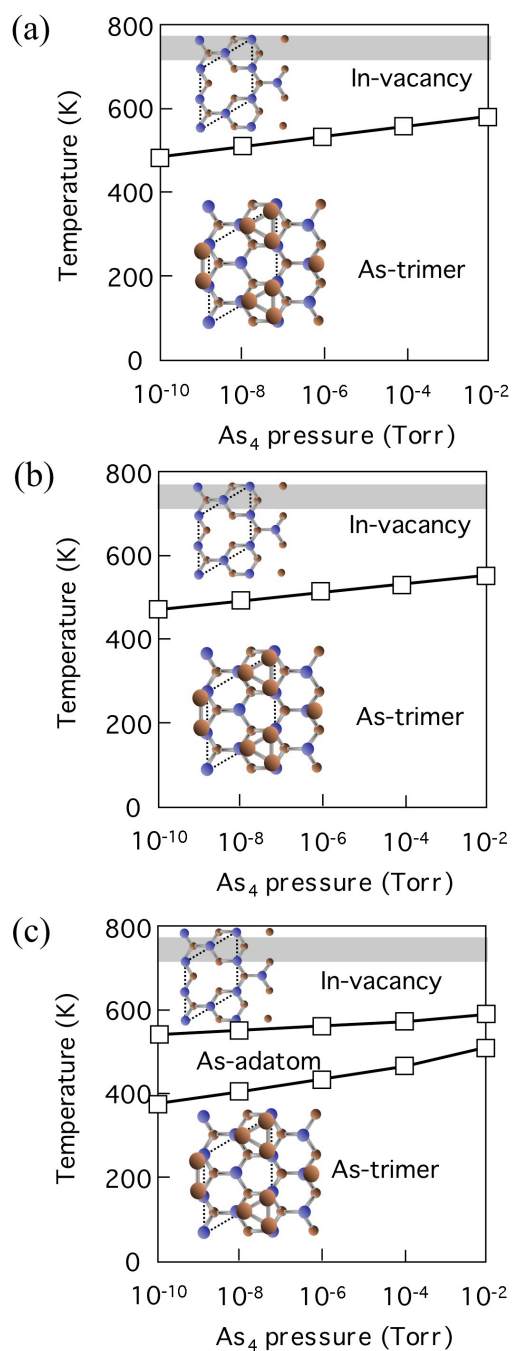 (a)
800
600
400
200
0
Temperature (K)
In-vacancy
As-trimer
10⁻¹⁰ 10⁻⁸ 10⁻⁶ 10⁻⁴ 10⁻²
As₄ pressure (Torr)
(b)
800
600
400
200
0
Temperature (K)
In-vacancy
As-trimer
10⁻¹⁰ 10⁻⁸ 10⁻⁶ 10⁻⁴ 10⁻²
As₄ pressure (Torr)
(c)
800
600
400
200
0
Temperature (K)
In-vacancy
As-adatom
As-trimer
10⁻¹⁰ 10⁻⁸ 10⁻⁶ 10⁻⁴ 10⁻²
As₄ pressure (Torr)